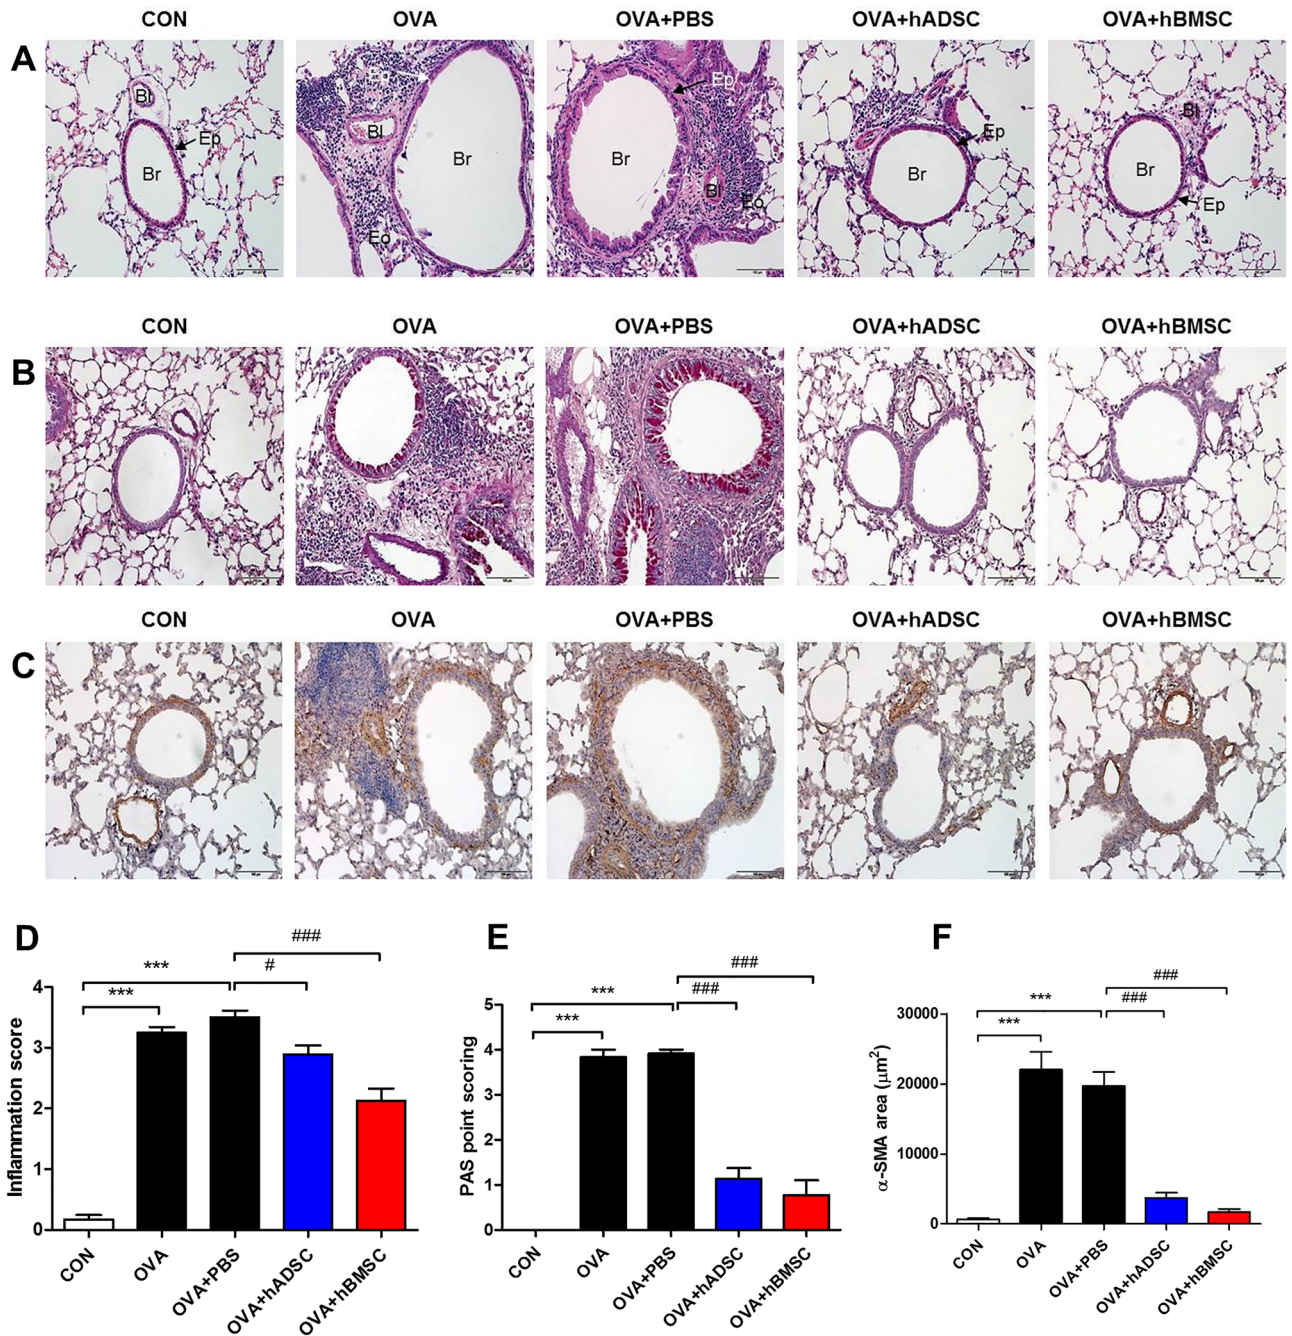 CON OVA OVA+PBS OVA+hADSC OVA+hBMSC
A
Bl Ep Br
Ep Bl Br Eo
Ep Br Bl Eo
Ep Br
Bl Br Ep
CON OVA OVA+PBS OVA+hADSC OVA+hBMSC
B
CON OVA OVA+PBS OVA+hADSC OVA+hBMSC
C
D
###
#
***
***
Inflammation score
4
3
2
1
0
CON OVA OVA+PBS OVA+hADSC OVA+hBMSC
E
###
###
***
***
PAS point scoring
5
4
3
2
1
0
CON OVA OVA+PBS OVA+hADSC OVA+hBMSC
F
###
###
***
***
α-SMA area (μm²)
30000
20000
10000
0
CON OVA OVA+PBS OVA+hADSC OVA+hBMSC